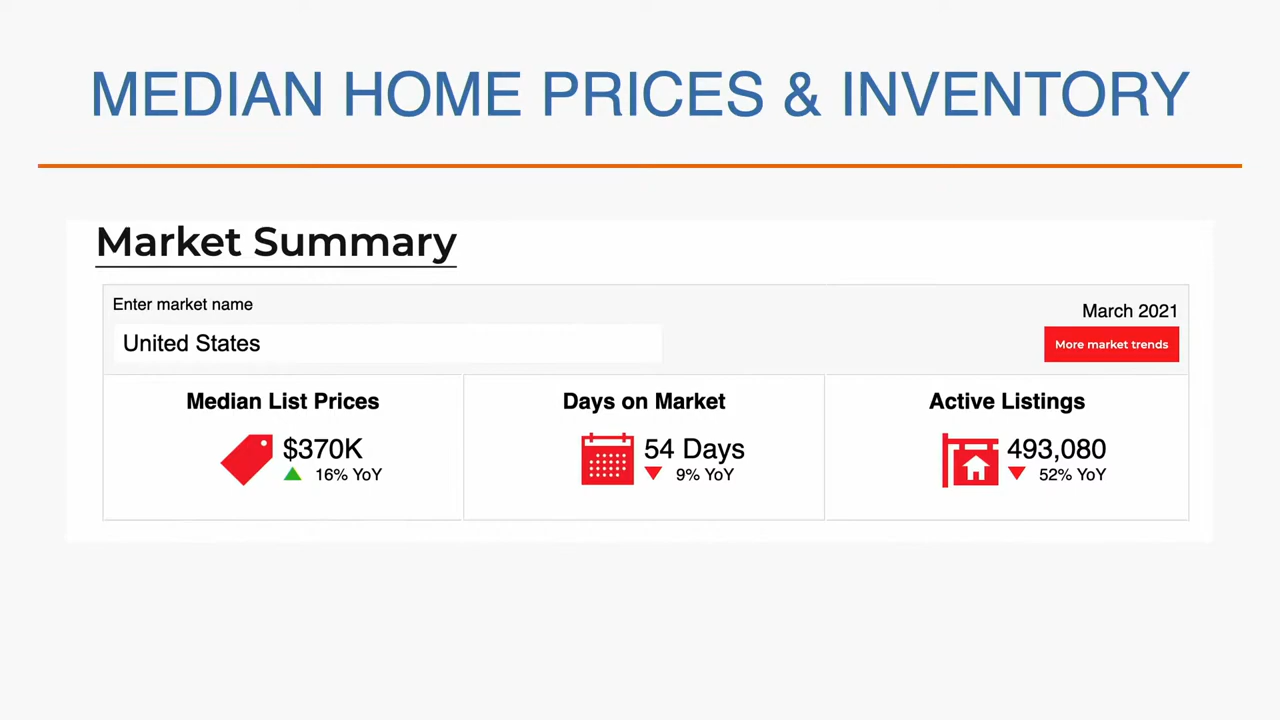 MEDIAN HOME PRICES & INVENTORY
Market Summary
Enter market name
March 2021
United States
More market trends
Median List Prices
$370K
16% YoY
Days on Market
54 Days
9% YoY
Active Listings
493,080
52% YoY